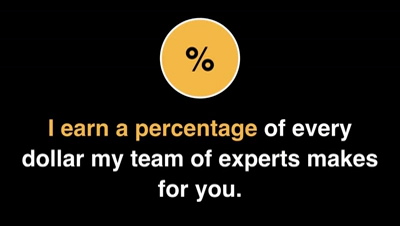 %
I earn a percentage of every
dollar my team of experts makes
for you.